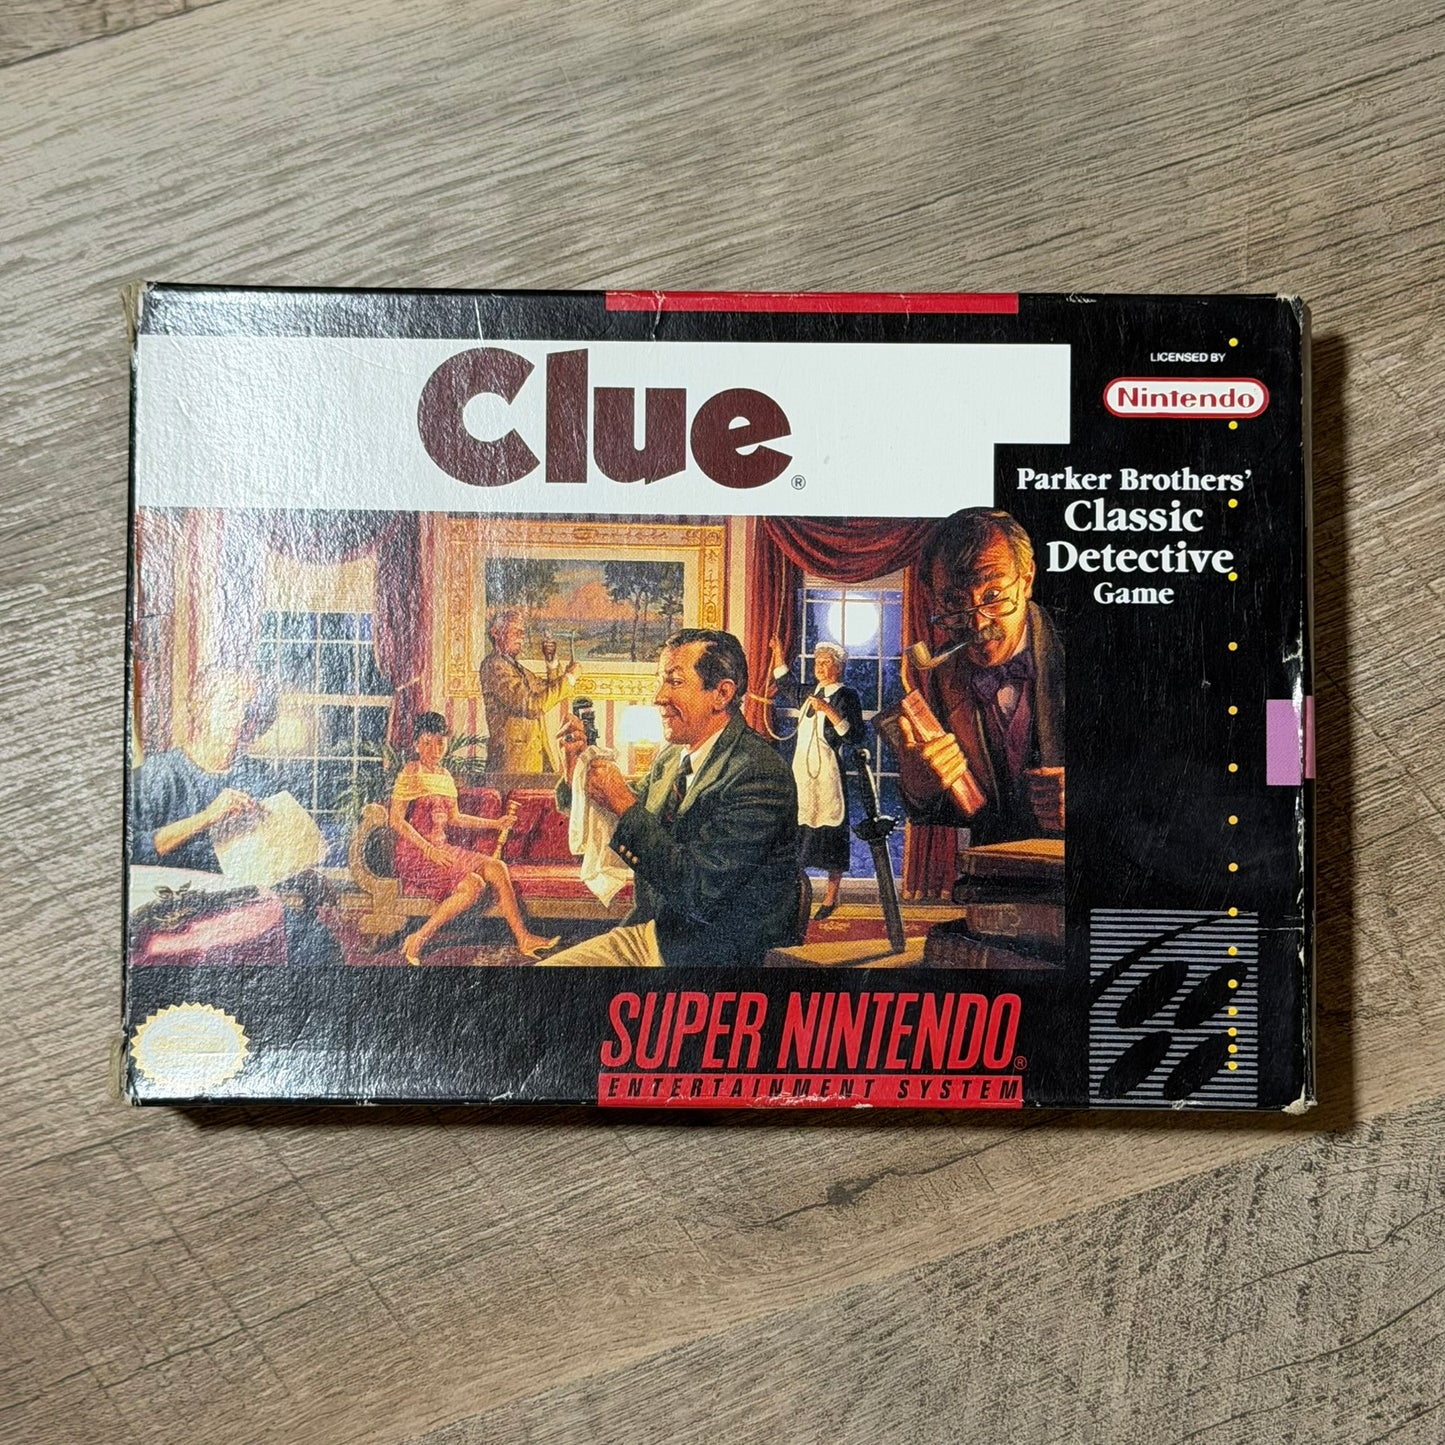 Clue®
LICENSED BY
Nintendo
Parker Brothers'
Classic
Detective
Game
SUPER NINTENDO®
ENTERTAINMENT SYSTEM